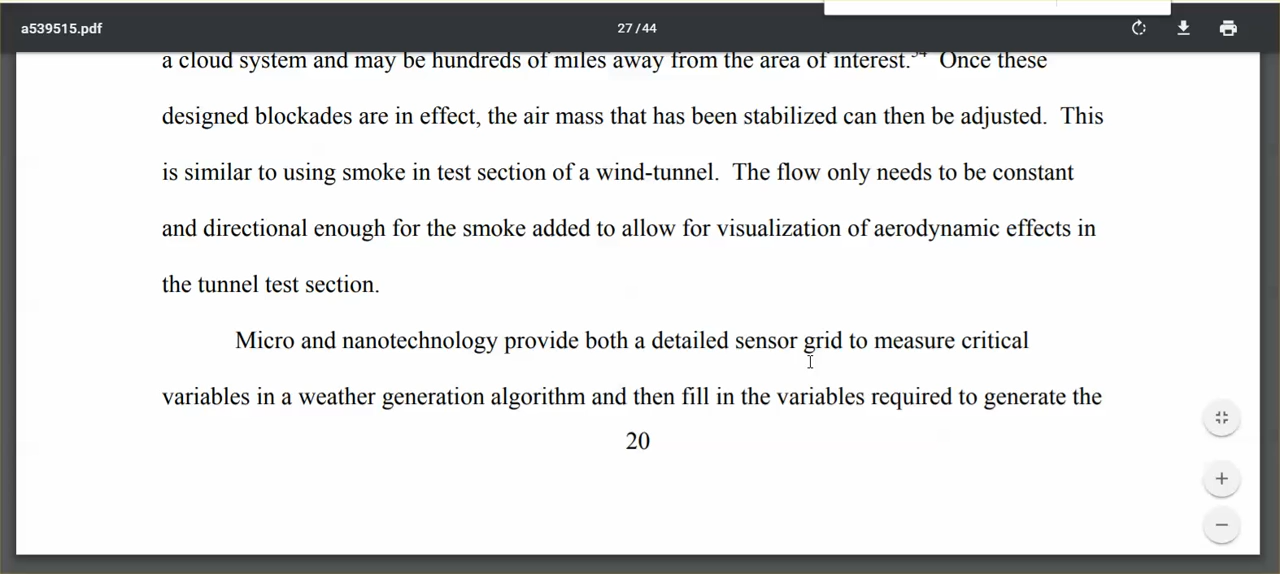 a539515.pdf
27 / 44
a cloud system and may be hundreds of miles away from the area of interest. Once these
designed blockades are in effect, the air mass that has been stabilized can then be adjusted. This
is similar to using smoke in test section of a wind-tunnel. The flow only needs to be constant
and directional enough for the smoke added to allow for visualization of aerodynamic effects in
the tunnel test section.
Micro and nanotechnology provide both a detailed sensor grid to measure critical
variables in a weather generation algorithm and then fill in the variables required to generate the
20